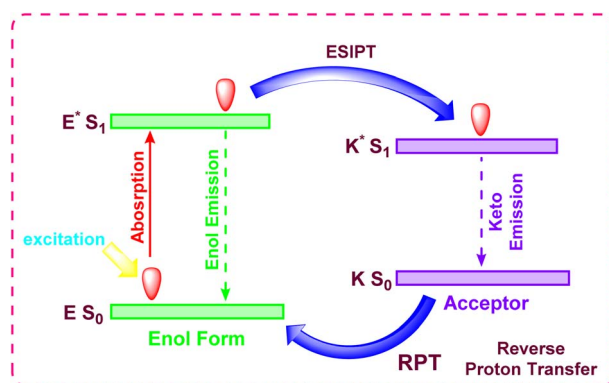 ESIPT
E* S1
K* S1
Abosrption
Enol Emission
Keto
Emission
excitation
E S0
K S0
Enol Form
Acceptor
RPT
Reverse
Proton Transfer